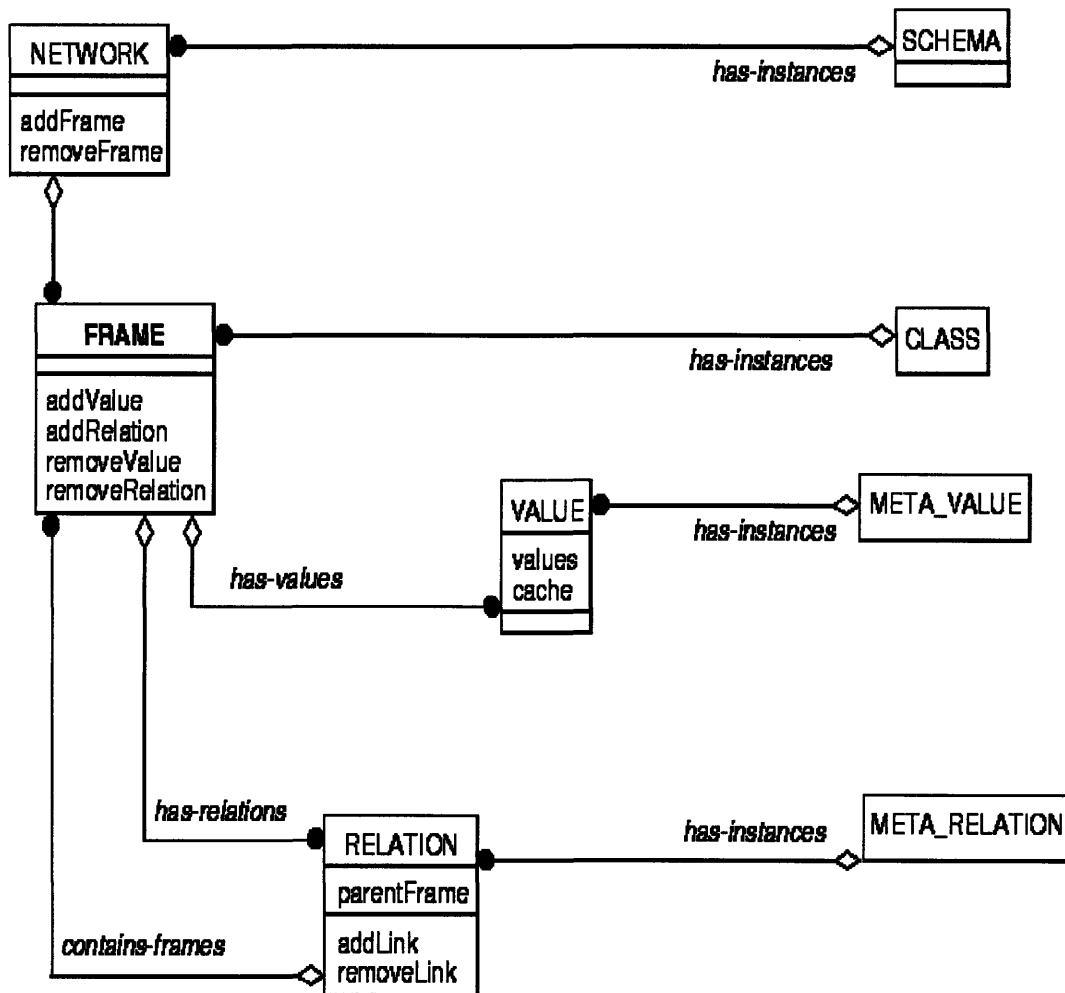 NETWORK
SCHEMA
has-instances
addFrame
removeFrame
FRAME
CLASS
has-instances
addValue
addRelation
removeValue
removeRelation
VALUE
META_VALUE
has-instances
values
cache
has-values
has-relations
RELATION
has-instances
META_RELATION
parentFrame
contains-frames
addLink
removeLink